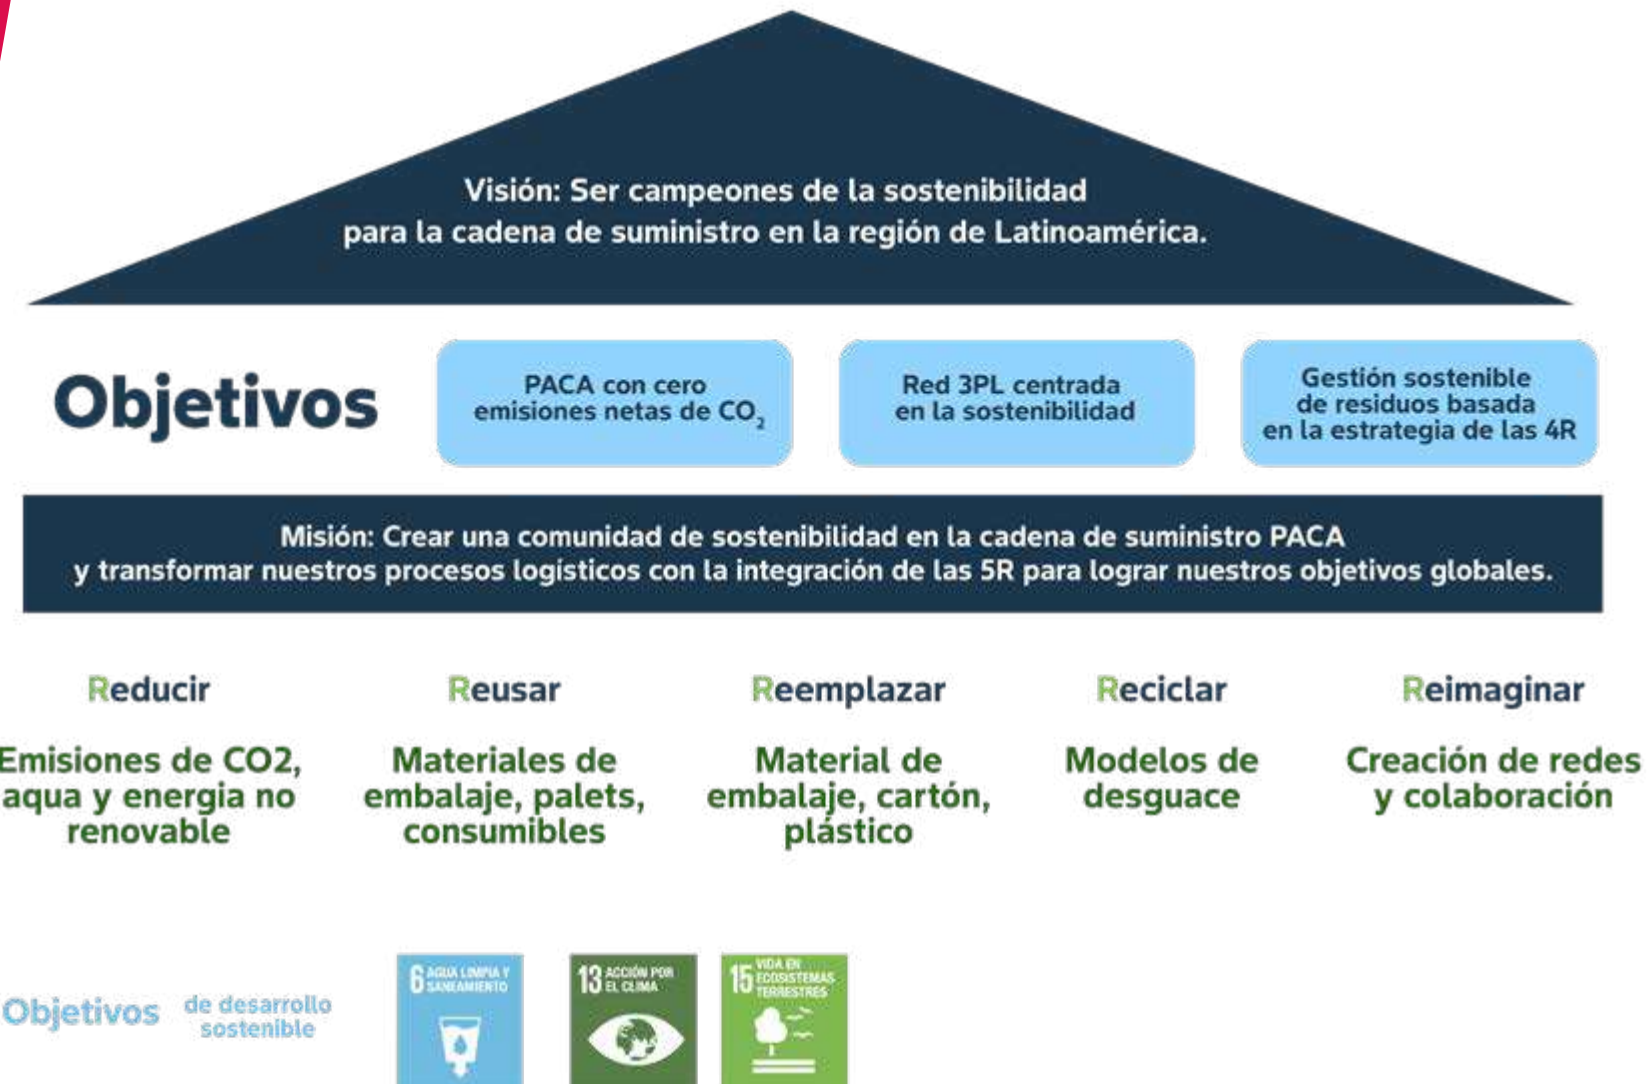 Visión: Ser campeones de la sostenibilidad
para la cadena de suministro en la región de Latinoamérica.
Objetivos
PACA con cero
emisiones netas de CO₂
Red 3PL centrada
en la sostenibilidad
Gestión sostenible
de residuos basada
en la estrategia de las 4R
Misión: Crear una comunidad de sostenibilidad en la cadena de suministro PACA
y transformar nuestros procesos logísticos con la integración de las 5R para lograr nuestros objetivos globales.
Reducir
Emisiones de CO2,
aqua y energia no
renovable
Reusar
Materiales de
embalaje, palets,
consumibles
Reemplazar
Material de
embalaje, cartón,
plástico
Reciclar
Modelos de
desguace
Reimaginar
Creación de redes
y colaboración
Objetivos
de desarrollo
sostenible
6 AGUA LIMPIA Y
SANEAMIENTO
13 ACCIÓN POR
EL CLIMA
15 VIDA EN
ECOSISTEMAS
TERRESTRES